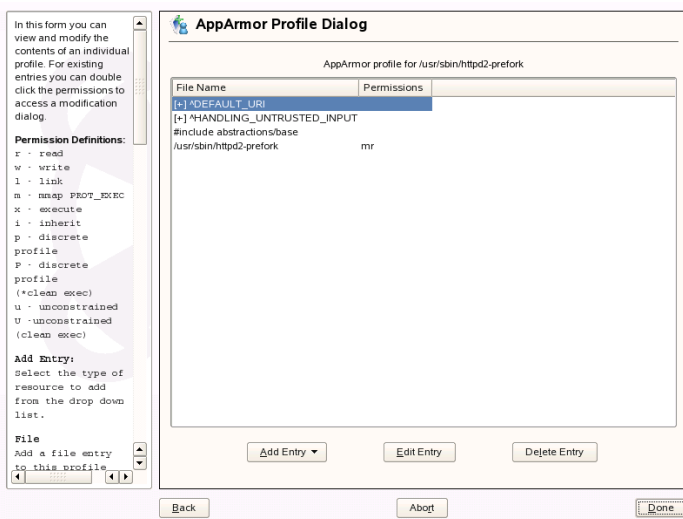 In this form you can
view and modify the
contents of an individual
profile. For existing
entries you can double
click the permissions to
access a modification
dialog.
Permission Definitions:
r - read
w - write
l - link
m - mmap PROT_EXEC
x - execute
i - inherit
p - discrete
profile
P - discrete
profile
(*clean exec)
u - unconstrained
U -unconstrained
(clean exec)
Add Entry:
Select the type of
resource to add
from the drop down
list.
File
Add a file entry
to this profile
AppArmor Profile Dialog
AppArmor profile for /usr/sbin/httpd2-prefork
File Name Permissions
[+] ^DEFAULT_URI
[+] ^HANDLING_UNTRUSTED_INPUT
#include abstractions/base
/usr/sbin/httpd2-prefork mr
Add Entry Edit Entry Delete Entry
Back Abort Done